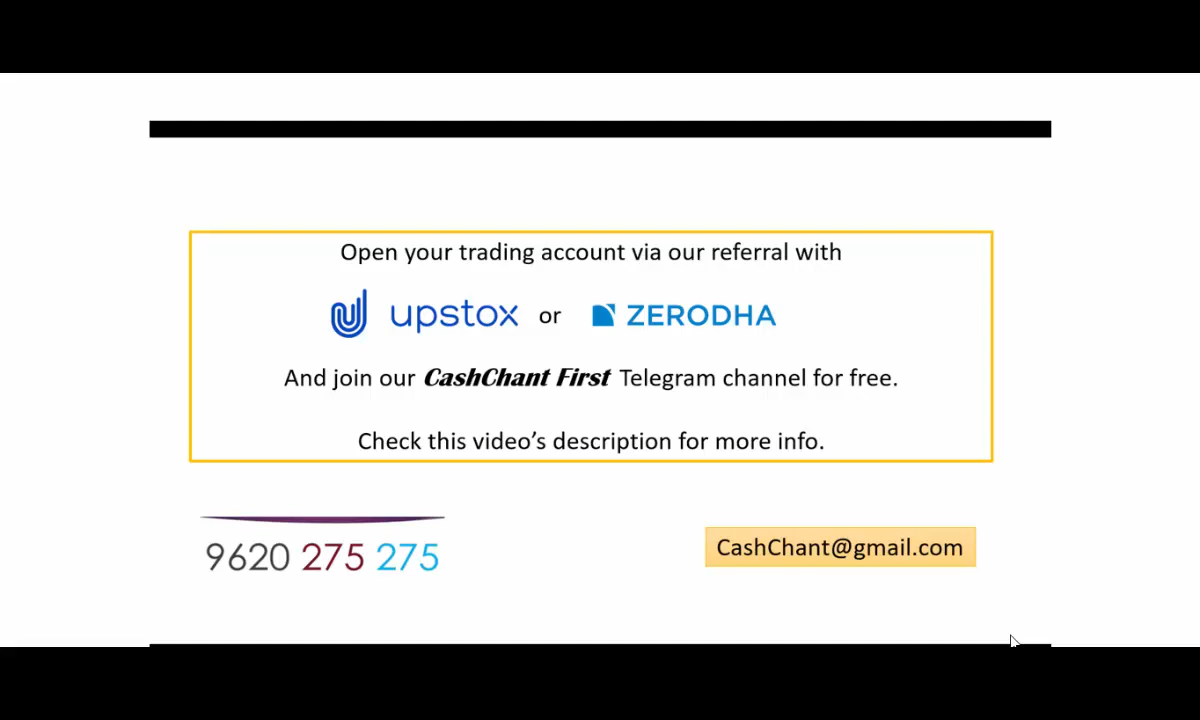 Open your trading account via our referral with
upstox or ZERODHA
And join our CashChant First Telegram channel for free.
Check this video’s description for more info.
9620 275 275
CashChant@gmail.com